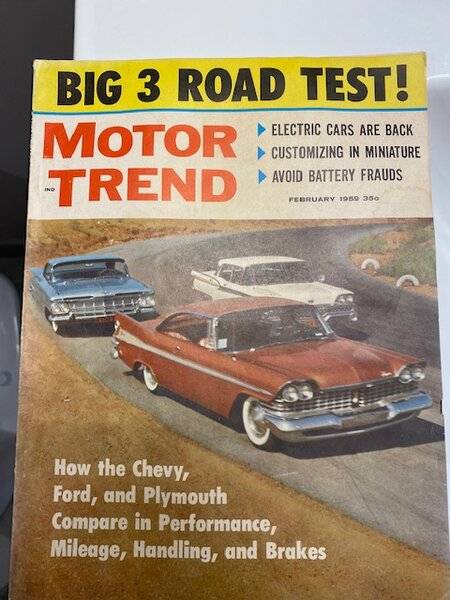 BIG 3 ROAD TEST!
MOTOR
IND TREND
ELECTRIC CARS ARE BACK
CUSTOMIZING IN MINIATURE
AVOID BATTERY FRAUDS
FEBRUARY 1959 35c
How the Chevy,
Ford, and Plymouth
Compare in Performance,
Mileage, Handling, and Brakes